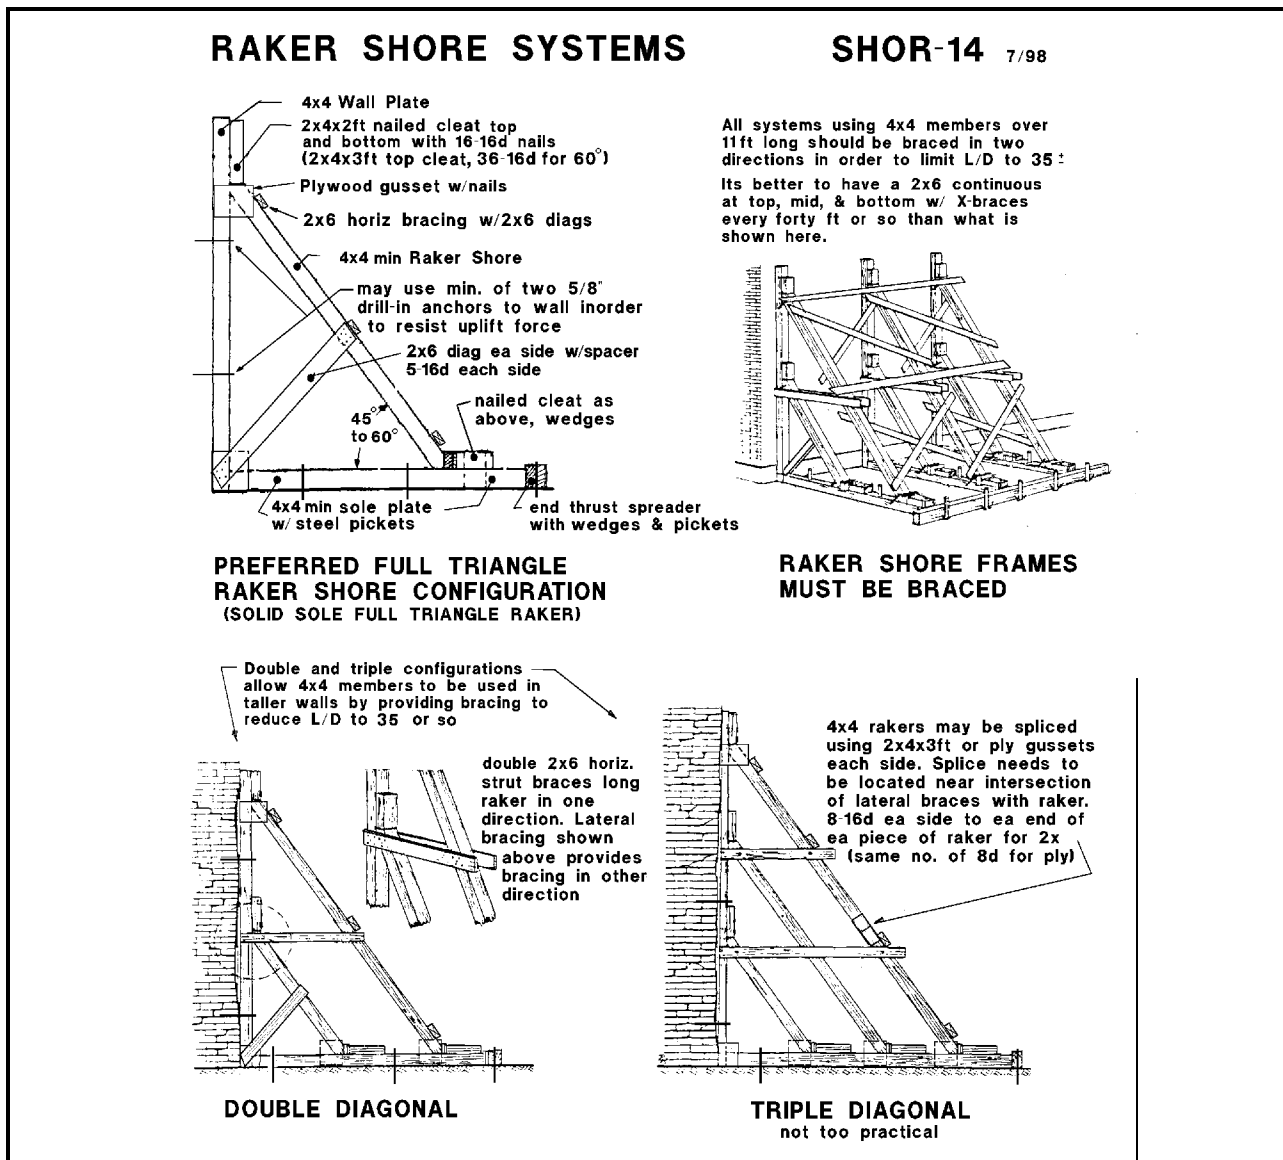 RAKER SHORE SYSTEMS
SHOR-14 7/98
4x4 Wall Plate
2x4x2ft nailed cleat top
and bottom with 16-16d nails
(2x4x3ft top cleat, 36-16d for 60°)
Plywood gusset w/nails
2x6 horiz bracing w/2x6 diags
4x4 min Raker Shore
may use min. of two 5/8"
drill-in anchors to wall inorder
to resist uplift force
2x6 diag ea side w/spacer
5-16d each side
nailed cleat as
above, wedges
45°
to 60°
4x4 min sole plate
w/ steel pickets
end thrust spreader
with wedges & pickets
PREFERRED FULL TRIANGLE
RAKER SHORE CONFIGURATION
(SOLID SOLE FULL TRIANGLE RAKER)
All systems using 4x4 members over
11ft long should be braced in two
directions in order to limit L/D to 35 ±
Its better to have a 2x6 continuous
at top, mid, & bottom w/ X-braces
every forty ft or so than what is
shown here.
RAKER SHORE FRAMES
MUST BE BRACED
Double and triple configurations
allow 4x4 members to be used in
taller walls by providing bracing to
reduce L/D to 35 or so
double 2x6 horiz.
strut braces long
raker in one
direction. Lateral
bracing shown
above provides
bracing in other
direction
DOUBLE DIAGONAL
4x4 rakers may be spliced
using 2x4x3ft or ply gussets
each side. Splice needs to
be located near intersection
of lateral braces with raker.
8-16d ea side to ea end of
ea piece of raker for 2x
(same no. of 8d for ply)
TRIPLE DIAGONAL
not too practical